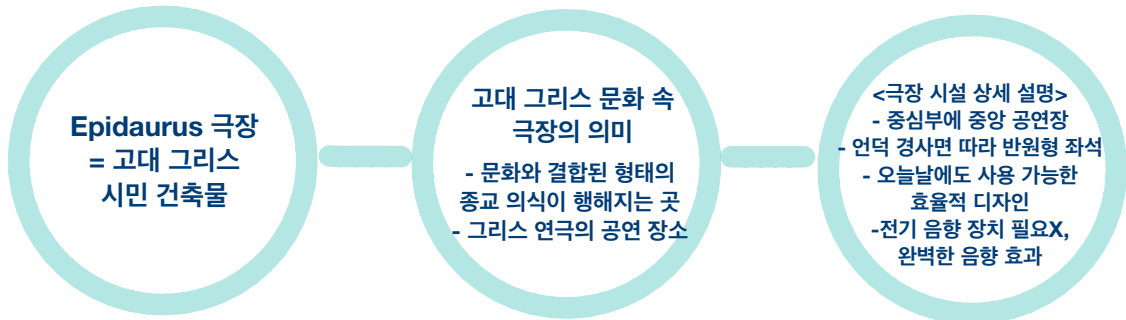 Epidaurus 극장
= 고대 그리스
시민 건축물
고대 그리스 문화 속
극장의 의미
- 문화와 결합된 형태의
종교 의식이 행해지는 곳
- 그리스 연극의 공연 장소
<극장 시설 상세 설명>
- 중심부에 중앙 공연장
- 언덕 경사면 따라 반원형 좌석
- 오늘날에도 사용 가능한
효율적 디자인
-전기 음향 장치 필요X,
완벽한 음향 효과